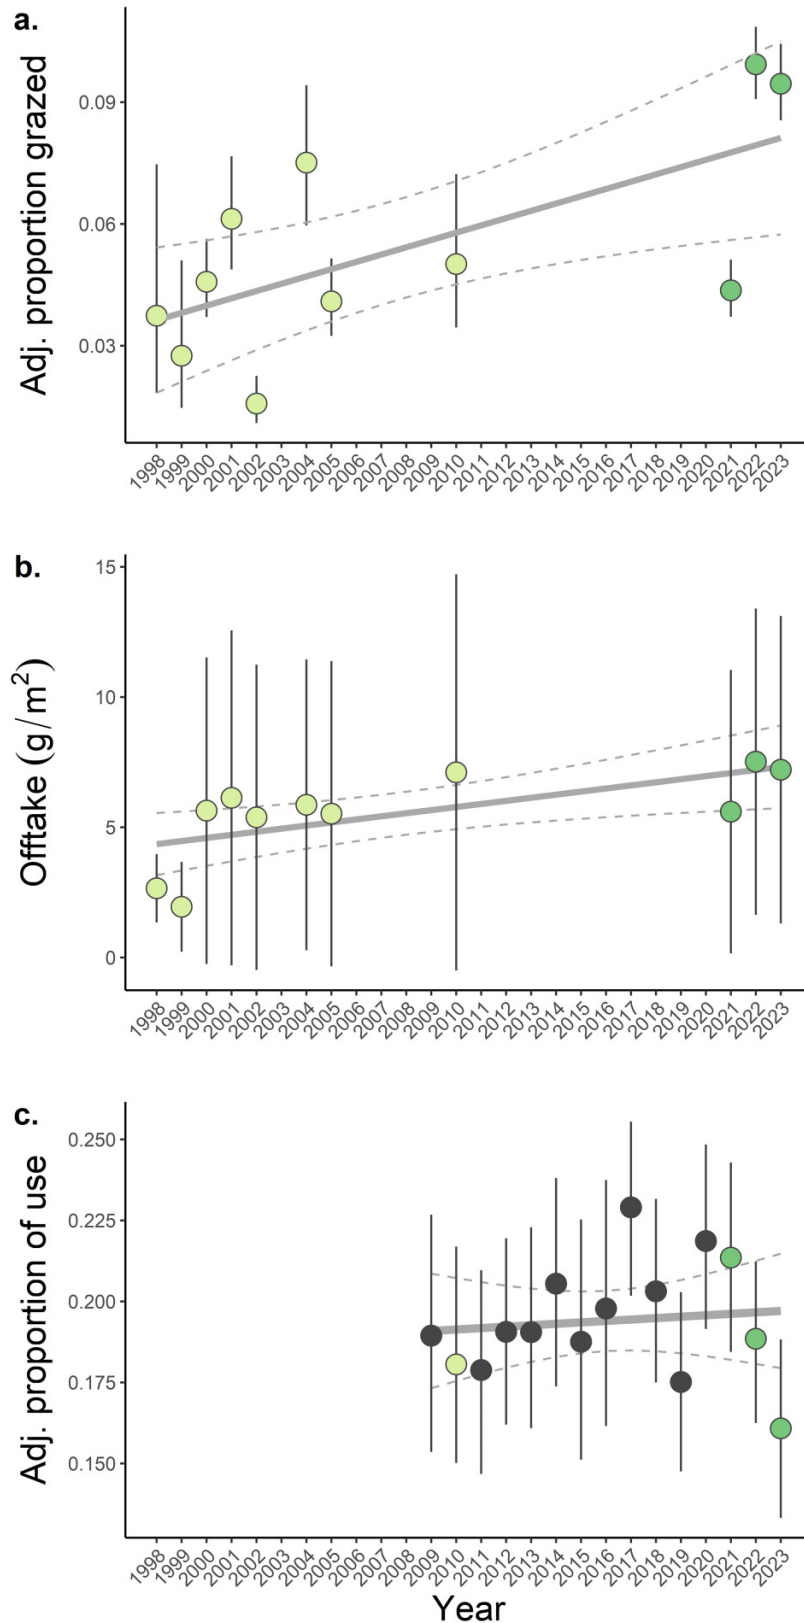 a.
Adj. proportion grazed
0.09
0.06
0.03
1998 1999 2000 2001 2002 2003 2004 2005 2006 2007 2008 2009 2010 2011 2012 2013 2014 2015 2016 2017 2018 2019 2020 2021 2022 2023
b.
Offtake (g/m²)
15
10
5
0
1998 1999 2000 2001 2002 2003 2004 2005 2006 2007 2008 2009 2010 2011 2012 2013 2014 2015 2016 2017 2018 2019 2020 2021 2022 2023
c.
Adj. proportion of use
0.250
0.225
0.200
0.175
0.150
1998 1999 2000 2001 2002 2003 2004 2005 2006 2007 2008 2009 2010 2011 2012 2013 2014 2015 2016 2017 2018 2019 2020 2021 2022 2023
Year